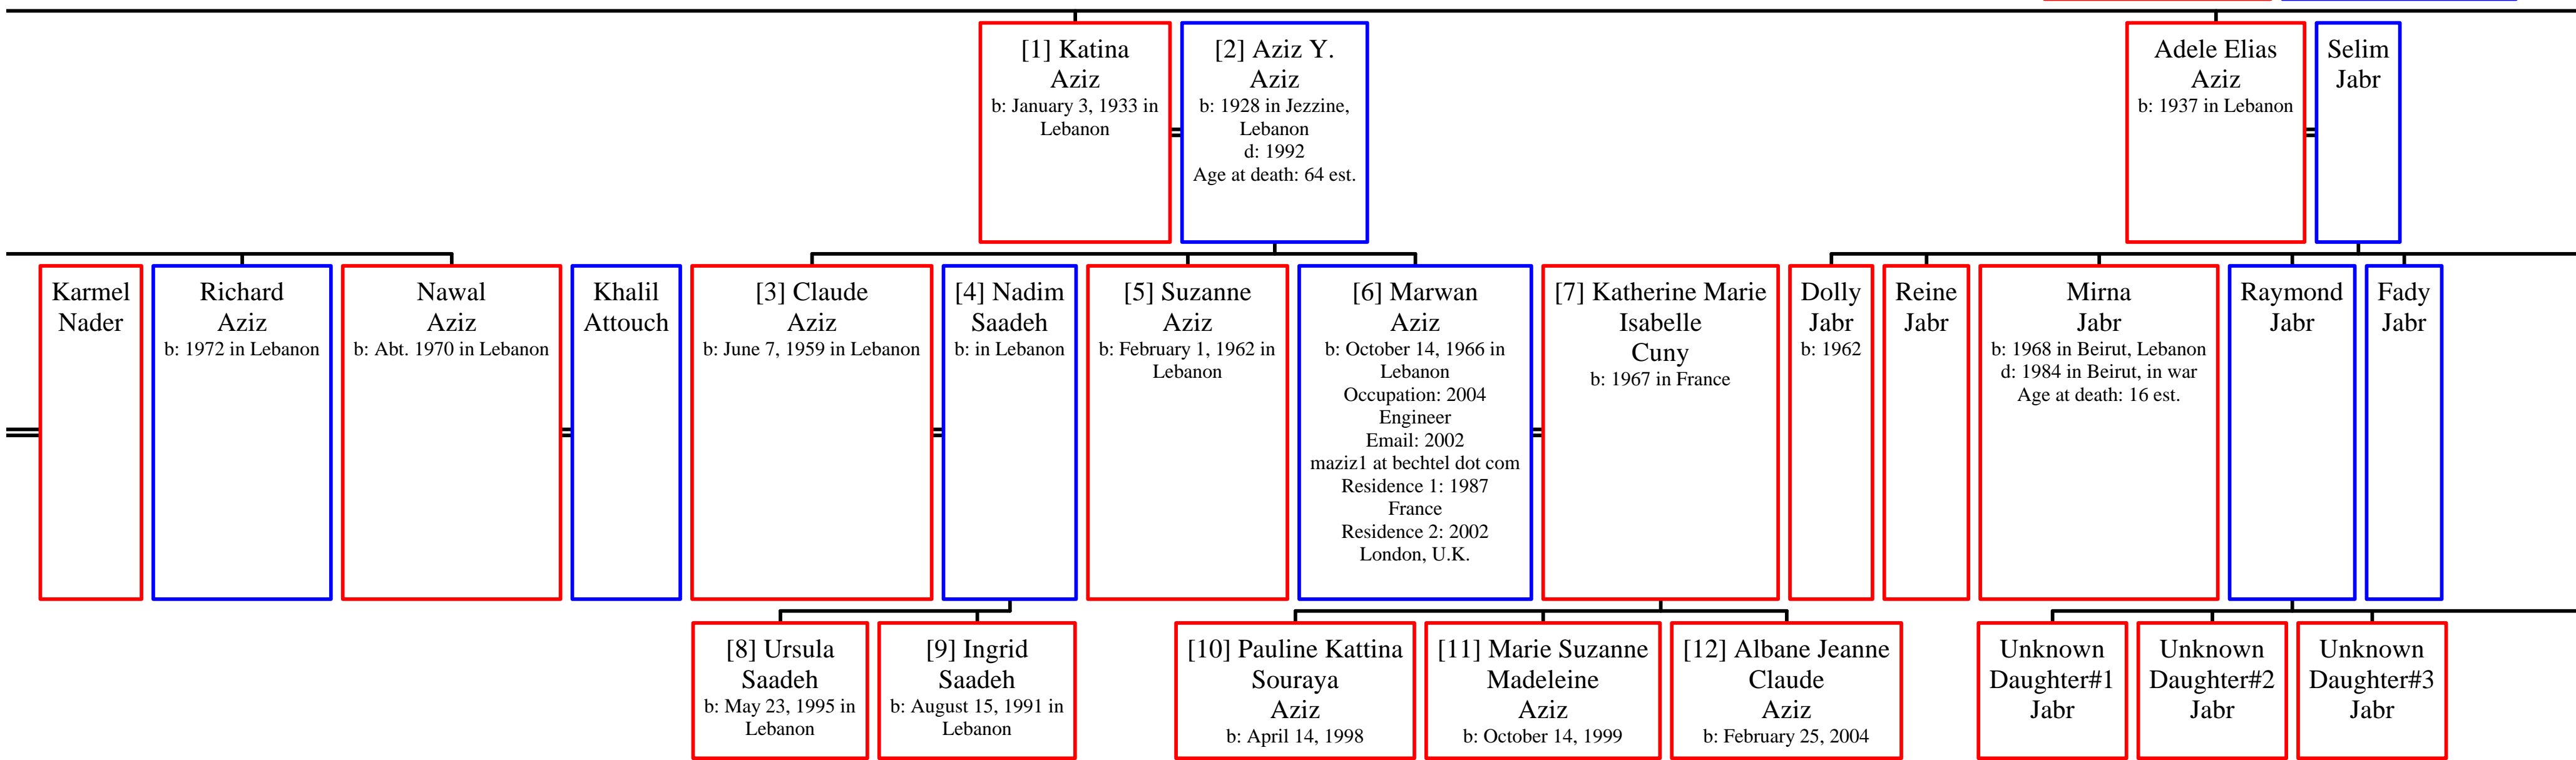 [1] Katina
Aziz
b: January 3, 1933 in
Lebanon
[2] Aziz Y.
Aziz
b: 1928 in Jezzine,
Lebanon
d: 1992
Age at death: 64 est.
Adele Elias
Aziz
b: 1937 in Lebanon
Selim
Jabr
Karmel
Nader
Richard
Aziz
b: 1972 in Lebanon
Nawal
Aziz
b: Abt. 1970 in Lebanon
Khalil
Attouch
[3] Claude
Aziz
b: June 7, 1959 in Lebanon
[4] Nadim
Saadeh
b: in Lebanon
[5] Suzanne
Aziz
b: February 1, 1962 in
Lebanon
[6] Marwan
Aziz
b: October 14, 1966 in
Lebanon
Occupation: 2004
Engineer
Email: 2002
maziz1 at bechtel dot com
Residence 1: 1987
France
Residence 2: 2002
London, U.K.
[7] Katherine Marie
Isabelle
Cuny
b: 1967 in France
Dolly
Jabr
b: 1962
Reine
Jabr
Mirna
Jabr
b: 1968 in Beirut, Lebanon
d: 1984 in Beirut, in war
Age at death: 16 est.
Raymond
Jabr
Fady
Jabr
[8] Ursula
Saadeh
b: May 23, 1995 in
Lebanon
[9] Ingrid
Saadeh
b: August 15, 1991 in
Lebanon
[10] Pauline Kattina
Souraya
Aziz
b: April 14, 1998
[11] Marie Suzanne
Madeleine
Aziz
b: October 14, 1999
[12] Albane Jeanne
Claude
Aziz
b: February 25, 2004
Unknown
Daughter#1
Jabr
Unknown
Daughter#2
Jabr
Unknown
Daughter#3
Jabr